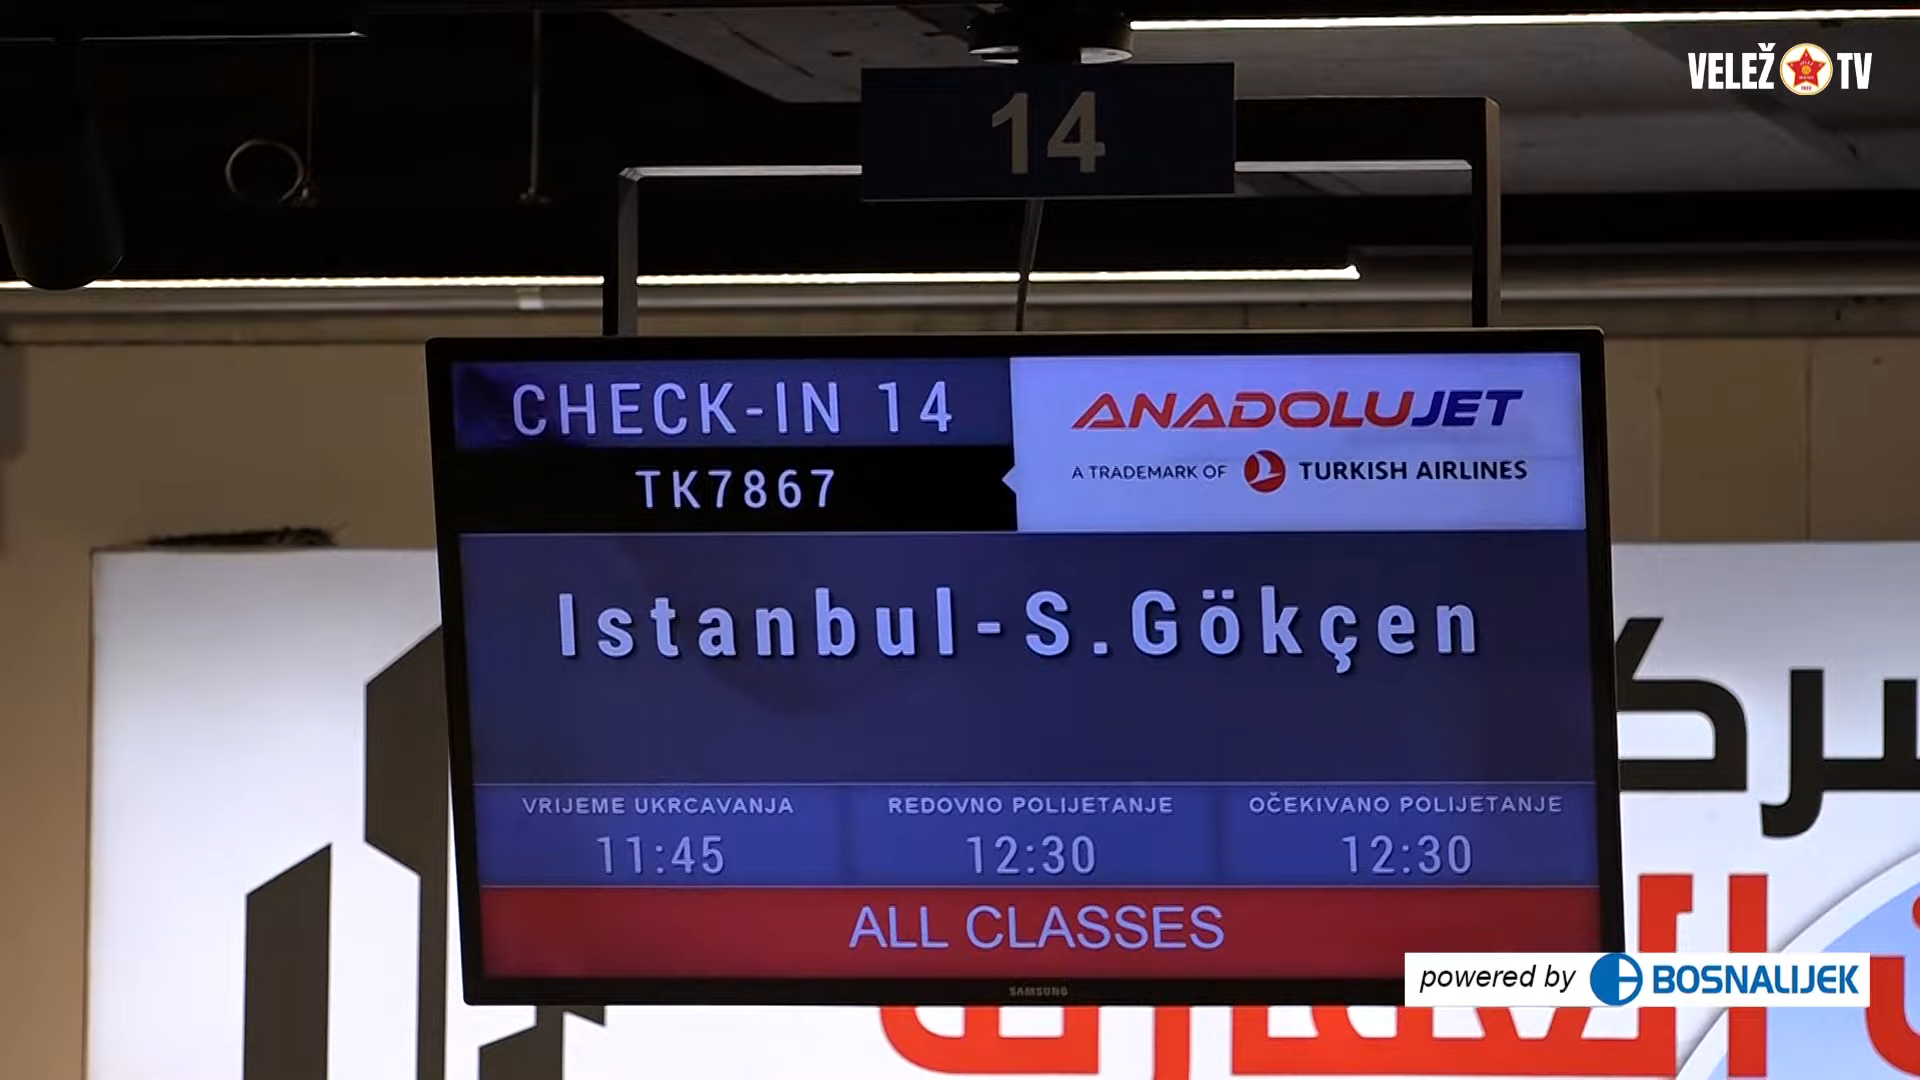 VELEŽ TV
14
CHECK-IN 14
TK7867
ANADOLUJET
A TRADEMARK OF TURKISH AIRLINES
Istanbul-S.Gökçen
VRIJEME UKRCAVANJA
11:45
REDOVNO POLIJETANJE
12:30
OČEKIVANO POLIJETANJE
12:30
ALL CLASSES
SAMSUNG
powered by BOSNALIJEK